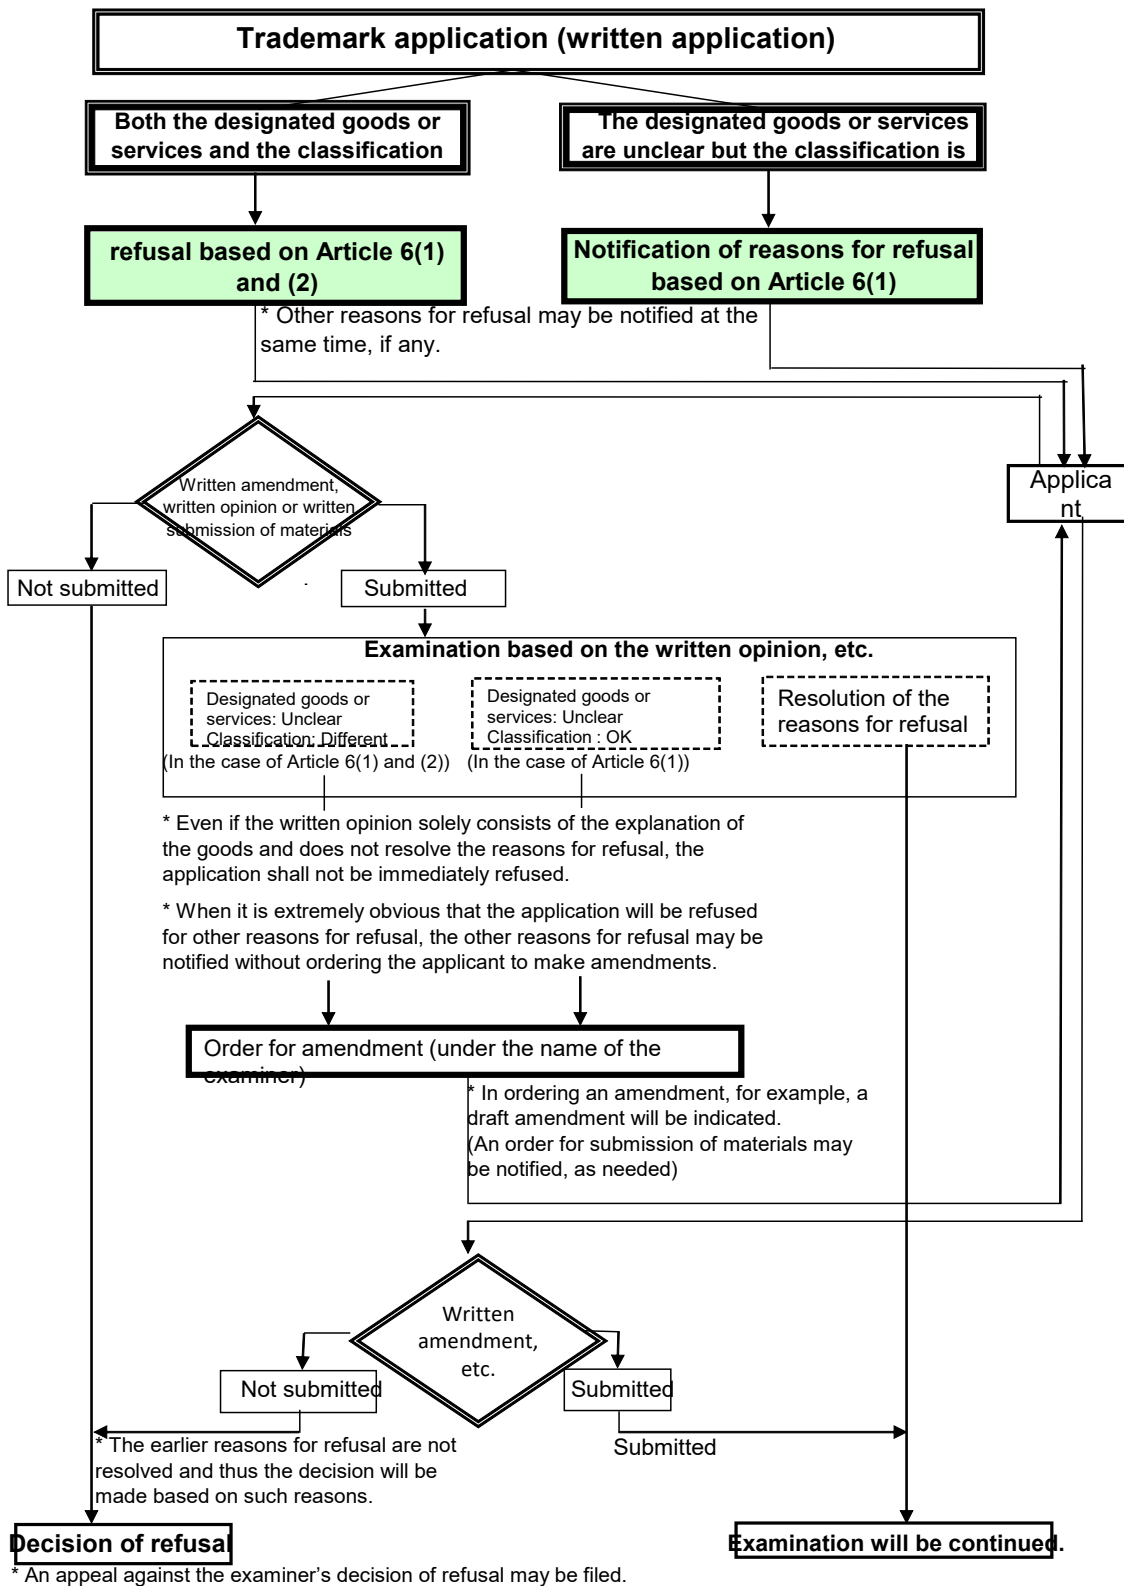 Trademark application (written application)
Both the designated goods or
services and the classification
The designated goods or services
are unclear but the classification is
refusal based on Article 6(1)
and (2)
Notification of reasons for refusal
based on Article 6(1)
* Other reasons for refusal may be notified at the
same time, if any.
Written amendment,
written opinion or written
submission of materials
Applica
nt
Not submitted
Submitted
Examination based on the written opinion, etc.
Designated goods or
services: Unclear
Classification: Different
(In the case of Article 6(1) and (2))
Designated goods or
services: Unclear
Classification : OK
(In the case of Article 6(1))
Resolution of the
reasons for refusal
* Even if the written opinion solely consists of the explanation of
the goods and does not resolve the reasons for refusal, the
application shall not be immediately refused.
* When it is extremely obvious that the application will be refused
for other reasons for refusal, the other reasons for refusal may be
notified without ordering the applicant to make amendments.
Order for amendment (under the name of the
examiner)
* In ordering an amendment, for example, a
draft amendment will be indicated.
(An order for submission of materials may
be notified, as needed)
Written
amendment,
etc.
Not submitted
Submitted
* The earlier reasons for refusal are not
resolved and thus the decision will be
made based on such reasons.
Submitted
Decision of refusal
Examination will be continued.
* An appeal against the examiner’s decision of refusal may be filed.